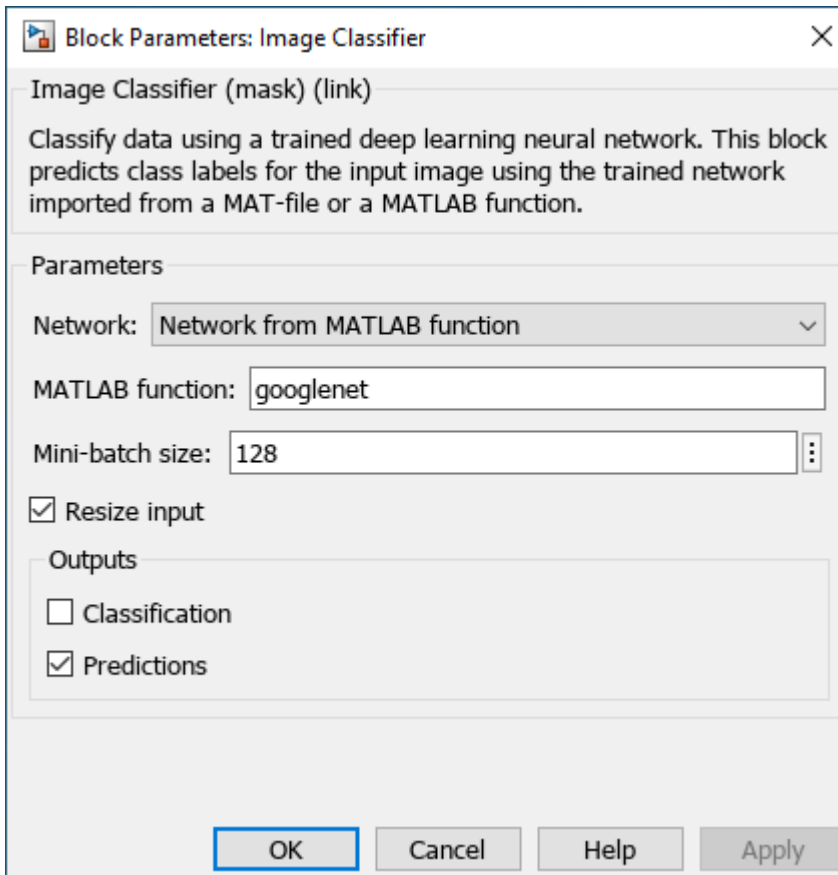 Block Parameters: Image Classifier
Image Classifier (mask) (link)
Classify data using a trained deep learning neural network. This block
predicts class labels for the input image using the trained network
imported from a MAT-file or a MATLAB function.
Parameters
Network: Network from MATLAB function
MATLAB function: googlenet
Mini-batch size: 128
Resize input
Outputs
Classification
Predictions
OK Cancel Help Apply